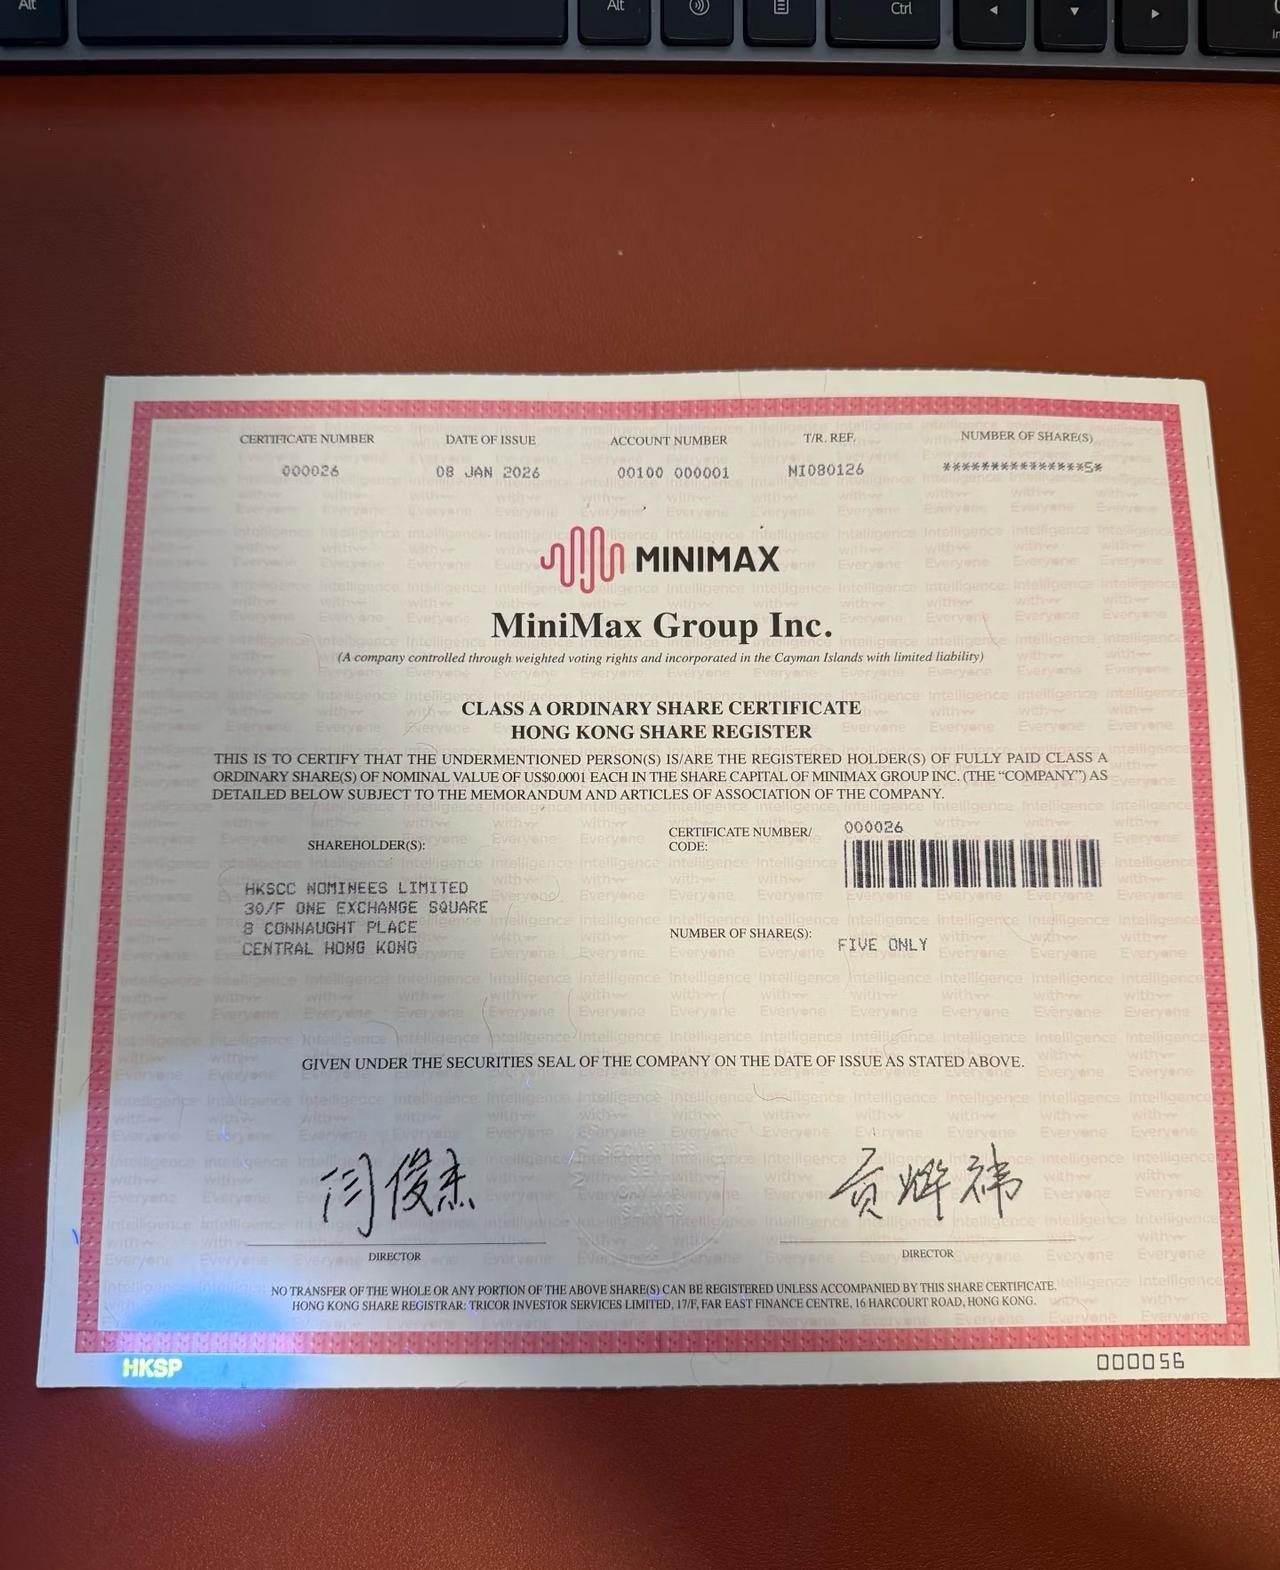 Alt
Alt
Ctrl
CERTIFICATE NUMBER
DATE OF ISSUE
ACCOUNT NUMBER
T/R. REF.
NUMBER OF SHARE(S)
000026
08 JAN 2026
00100 000001
NI080126
***************5*
MINIMAX
MiniMax Group Inc.
(A company controlled through weighted voting rights and incorporated in the Cayman Islands with limited liability)
CLASS A ORDINARY SHARE CERTIFICATE
HONG KONG SHARE REGISTER
THIS IS TO CERTIFY THAT THE UNDERMENTIONED PERSON(S) IS/ARE THE REGISTERED HOLDER(S) OF FULLY PAID CLASS A
ORDINARY SHARE(S) OF NOMINAL VALUE OF US$0.0001 EACH IN THE SHARE CAPITAL OF MINIMAX GROUP INC. (THE “COMPANY”) AS
DETAILED BELOW SUBJECT TO THE MEMORANDUM AND ARTICLES OF ASSOCIATION OF THE COMPANY.
SHAREHOLDER(S):
HKSCC NOMINEES LIMITED
30/F ONE EXCHANGE SQUARE
8 CONNAUGHT PLACE
CENTRAL HONG KONG
CERTIFICATE NUMBER/
CODE:
000026
NUMBER OF SHARE(S):
FIVE ONLY
GIVEN UNDER THE SECURITIES SEAL OF THE COMPANY ON THE DATE OF ISSUE AS STATED ABOVE.
闫俊杰
贠烨祎
DIRECTOR
DIRECTOR
NO TRANSFER OF THE WHOLE OR ANY PORTION OF THE ABOVE SHARE(S) CAN BE REGISTERED UNLESS ACCOMPANIED BY THIS SHARE CERTIFICATE.
HONG KONG SHARE REGISTRAR: TRICOR INVESTOR SERVICES LIMITED, 17/F, FAR EAST FINANCE CENTRE, 16 HARCOURT ROAD, HONG KONG.
HKSP
000056
Intelligence
with
Everyone